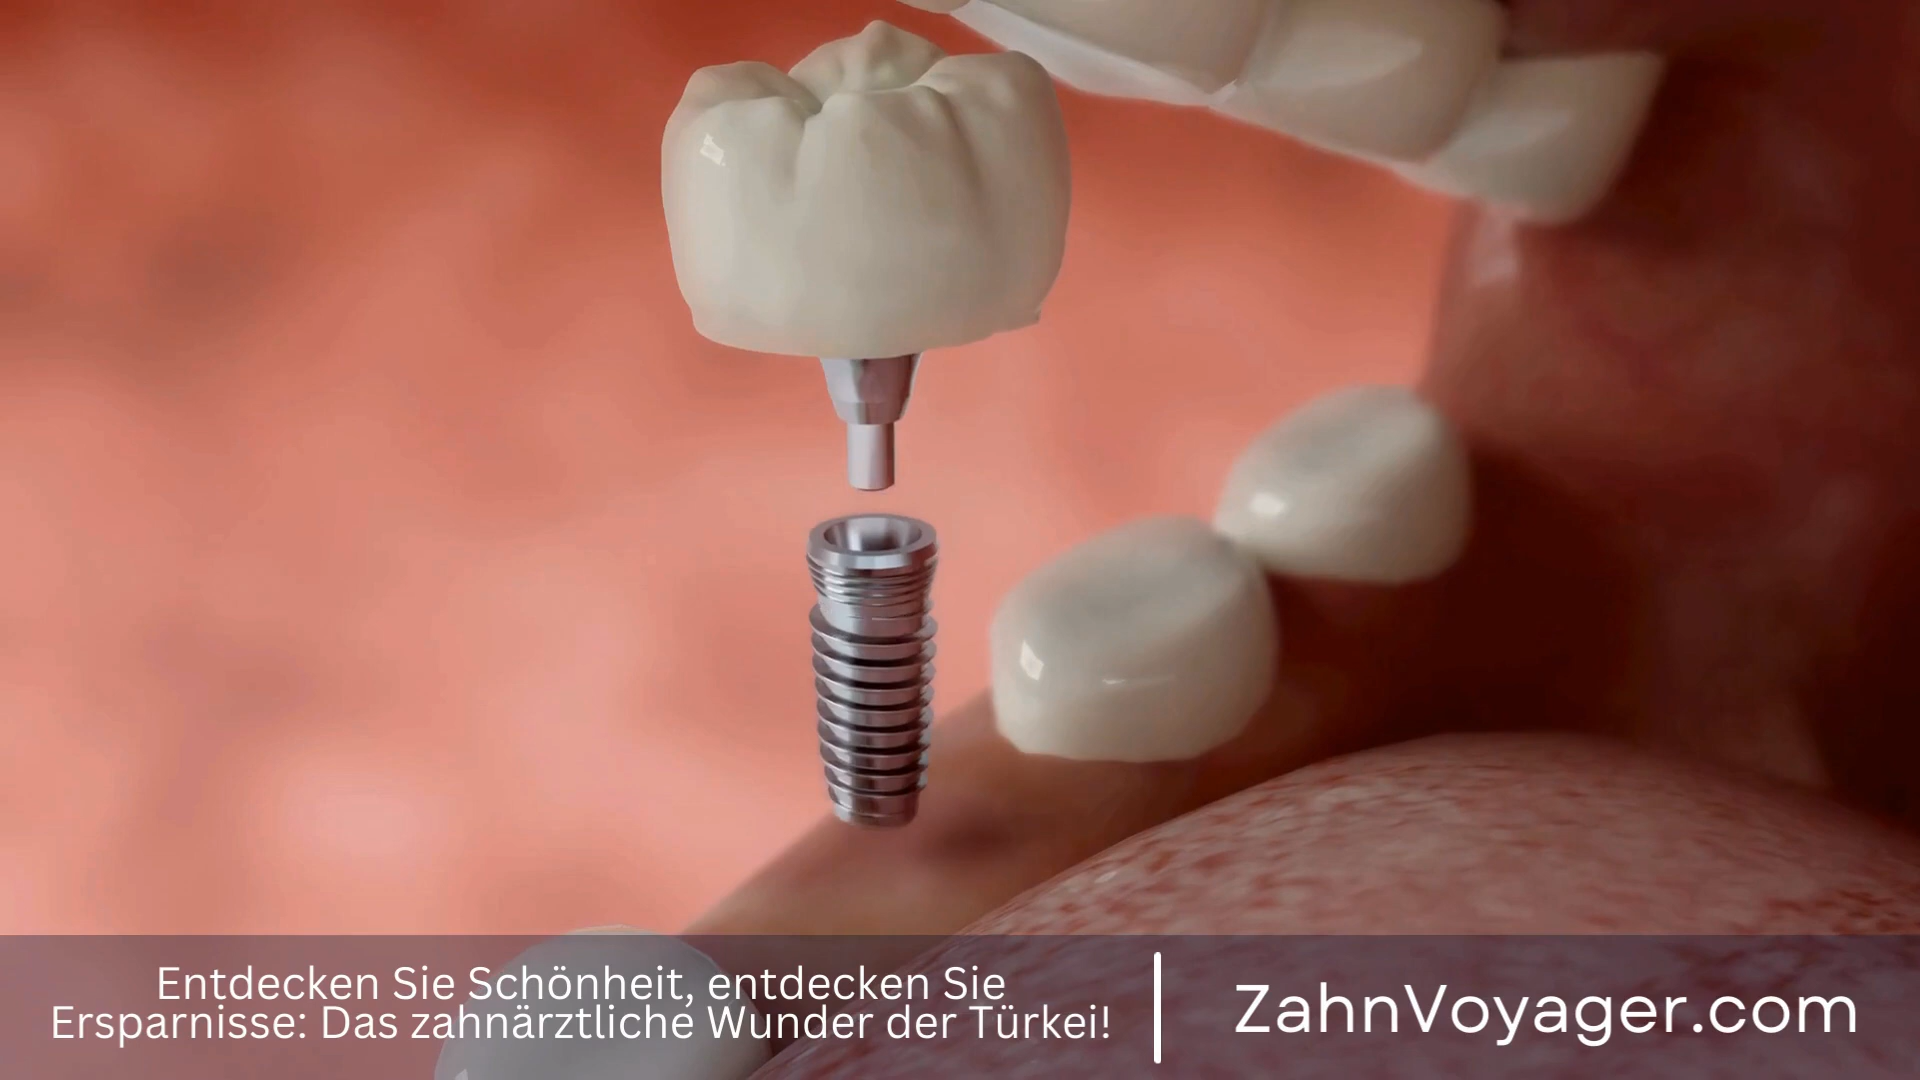 Entdecken Sie Schönheit, entdecken Sie
Ersparnisse: Das zahnärztliche Wunder der Türkei!
ZahnVoyager.com